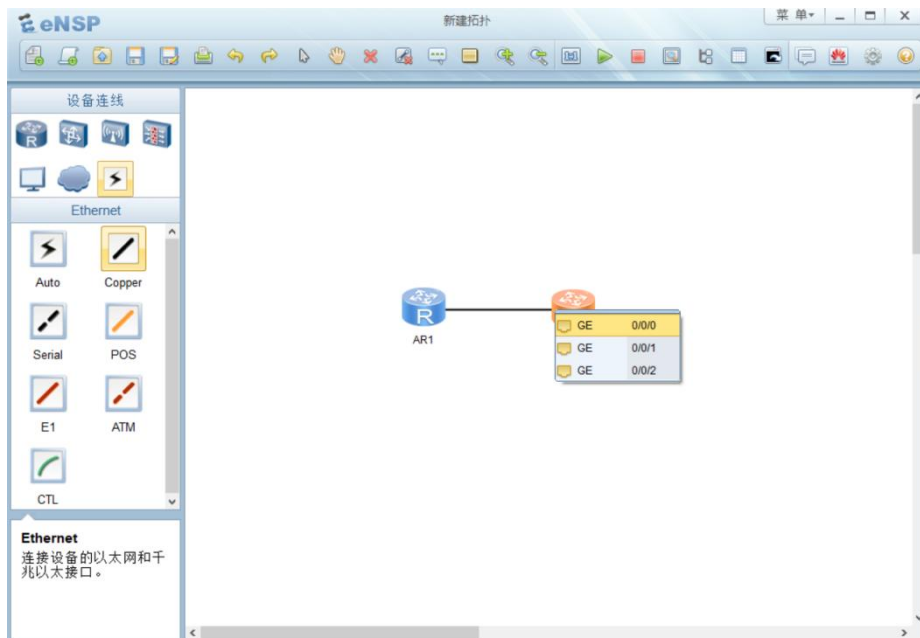 eNSP
新建拓扑
菜 单
设备连线
Ethernet
Auto
Copper
Serial
POS
E1
ATM
CTL
Ethernet
连接设备的以太网和千
兆以太接口。
R
AR1
GE 0/0/0
GE 0/0/1
GE 0/0/2